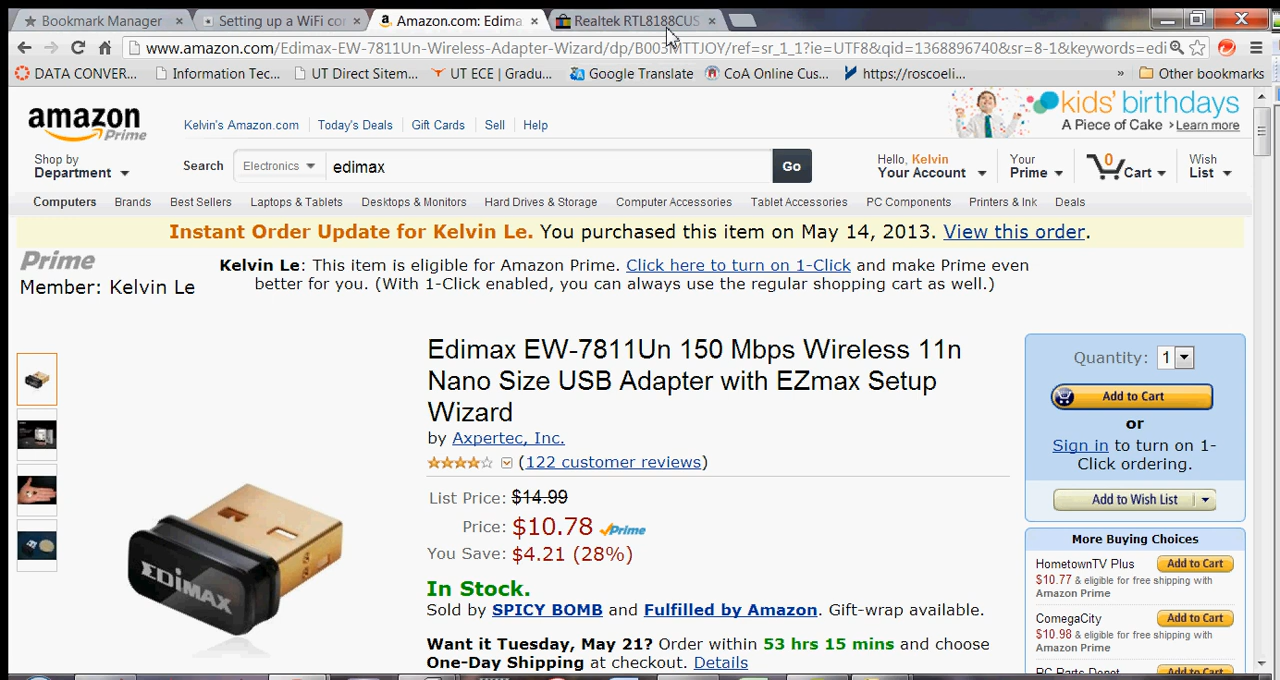 Bookmark Manager
Setting up a WiFi cor
Amazon.com: Edima
Realtek RTL8188CUS
www.amazon.com/Edimax-EW-7811Un-Wireless-Adapter-Wizard/dp/B003MTTJOY/ref=sr_1_1?ie=UTF8&qid=1368896740&sr=8-1&keywords=edi
DATA CONVER... Information Tec... UT Direct Sitem... UT ECE | Gradu... Google Translate CoA Online Cus... https://roscoeli... » Other bookmarks
amazon Prime
Kelvin's Amazon.com Today's Deals Gift Cards Sell Help
kids' birthdays
A Piece of Cake › Learn more
Shop by
Department
Search Electronics edimax Go
Hello, Kelvin
Your Account
Your
Prime
0
Cart
Wish
List
Computers Brands Best Sellers Laptops & Tablets Desktops & Monitors Hard Drives & Storage Computer Accessories Tablet Accessories PC Components Printers & Ink Deals
Instant Order Update for Kelvin Le. You purchased this item on May 14, 2013. View this order.
Prime
Member: Kelvin Le
Kelvin Le: This item is eligible for Amazon Prime. Click here to turn on 1-Click and make Prime even
better for you. (With 1-Click enabled, you can always use the regular shopping cart as well.)
Edimax EW-7811Un 150 Mbps Wireless 11n
Nano Size USB Adapter with EZmax Setup
Wizard
by Axpertec, Inc.
(122 customer reviews)
List Price: $14.99
Price: $10.78 Prime
You Save: $4.21 (28%)
In Stock.
Sold by SPICY BOMB and Fulfilled by Amazon. Gift-wrap available.
Want it Tuesday, May 21? Order within 53 hrs 15 mins and choose
One-Day Shipping at checkout. Details
EDIMAX
Quantity: 1
Add to Cart
or
Sign in to turn on 1-
Click ordering.
Add to Wish List
More Buying Choices
HometownTV Plus Add to Cart
$10.77 & eligible for free shipping with
Amazon Prime
ComegaCity Add to Cart
$10.98 & eligible for free shipping with
Amazon Prime
PC Parts Depot Add to Cart